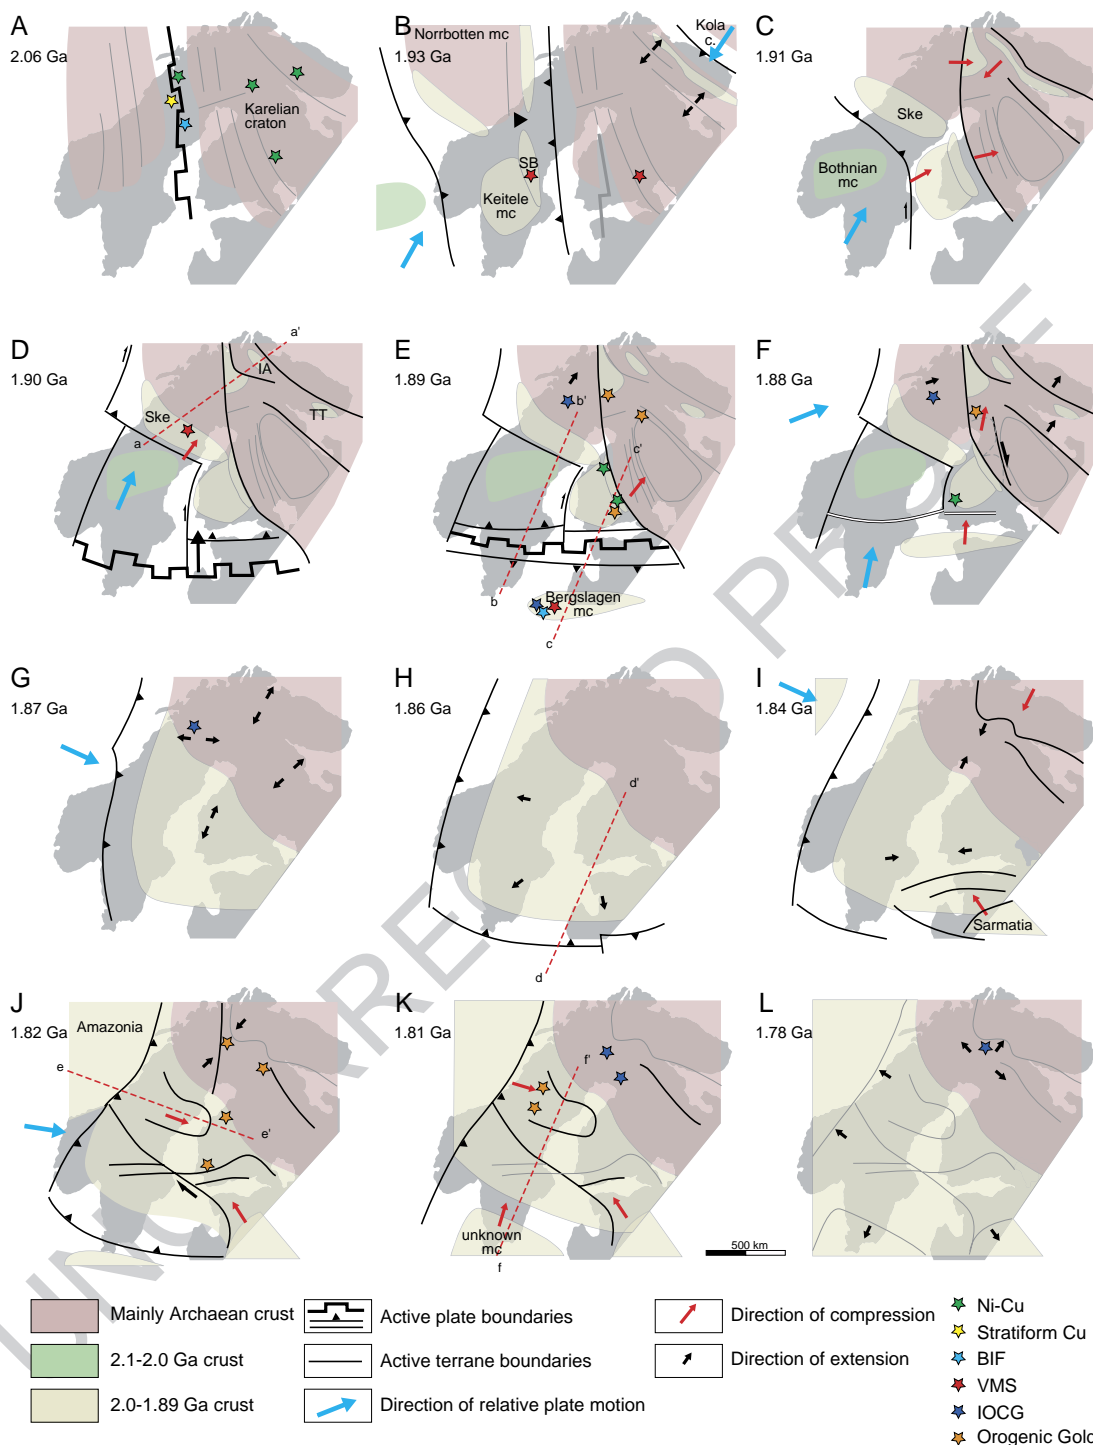 A
2.06 Ga
Karelian
craton
B
1.93 Ga
Norrbotten mc
Kola
c.
SB
Keitele
mc
C
1.91 Ga
Ske
Bothnian
mc
D
1.90 Ga
a'
IA
TT
Ske
a
E
1.89 Ga
b'
c'
b
Bergslagen
mc
c
F
1.88 Ga
G
1.87 Ga
H
1.86 Ga
d'
d
I
1.84 Ga
Sarmatia
J
1.82 Ga
Amazonia
e
e'
K
1.81 Ga
f'
unknown
mc
f
500 km
L
1.78 Ga
Mainly Archaean crust
2.1-2.0 Ga crust
2.0-1.89 Ga crust
Active plate boundaries
Active terrane boundaries
Direction of relative plate motion
Direction of compression
Direction of extension
Ni-Cu
Stratiform Cu
BIF
VMS
IOCG
Orogenic Gold